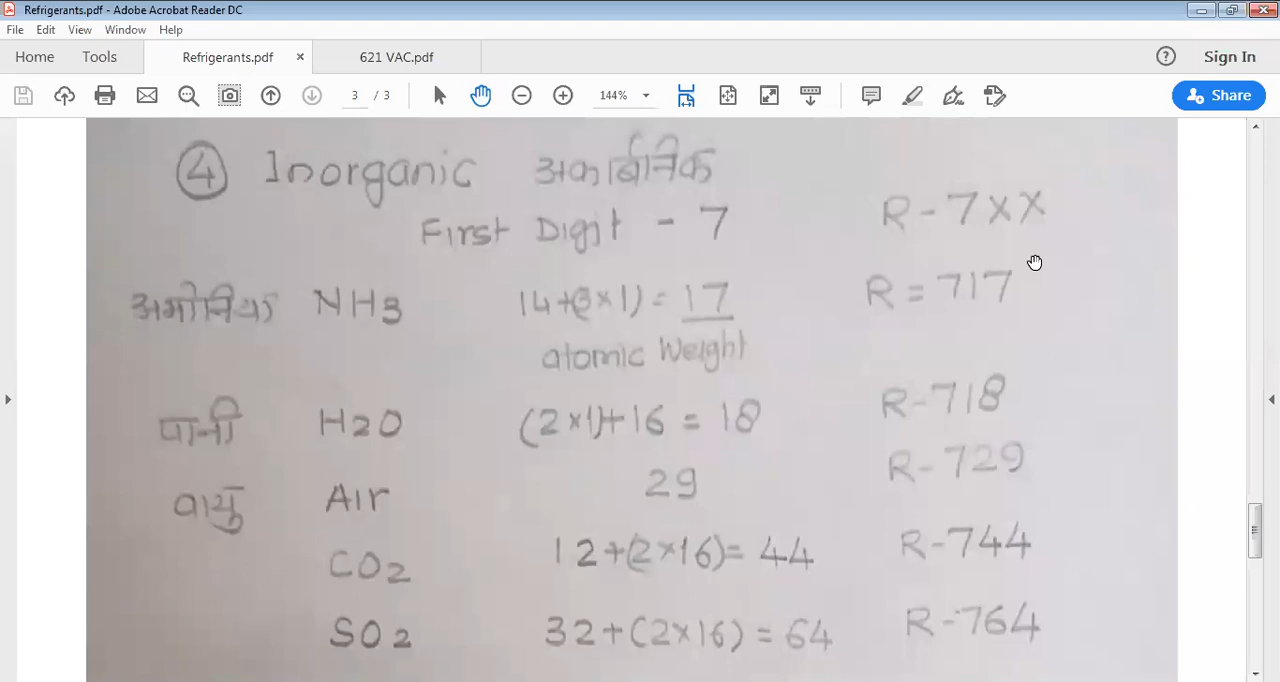 Refrigerants.pdf - Adobe Acrobat Reader DC
File Edit View Window Help
Home Tools Refrigerants.pdf × 621 VAC.pdf ? Sign In
3 / 3 144% Share
4 Inorganic अकार्बनिक
First Digit - 7 R-7XX
अमोनिया NH3 14+(3×1)= 17 R=717
atomic Weight
पानी H2O (2×1)+16 = 18 R-718
वायु Air 29 R-729
CO2 12+(2×16)= 44 R-744
SO2 32+(2×16)=64 R-764